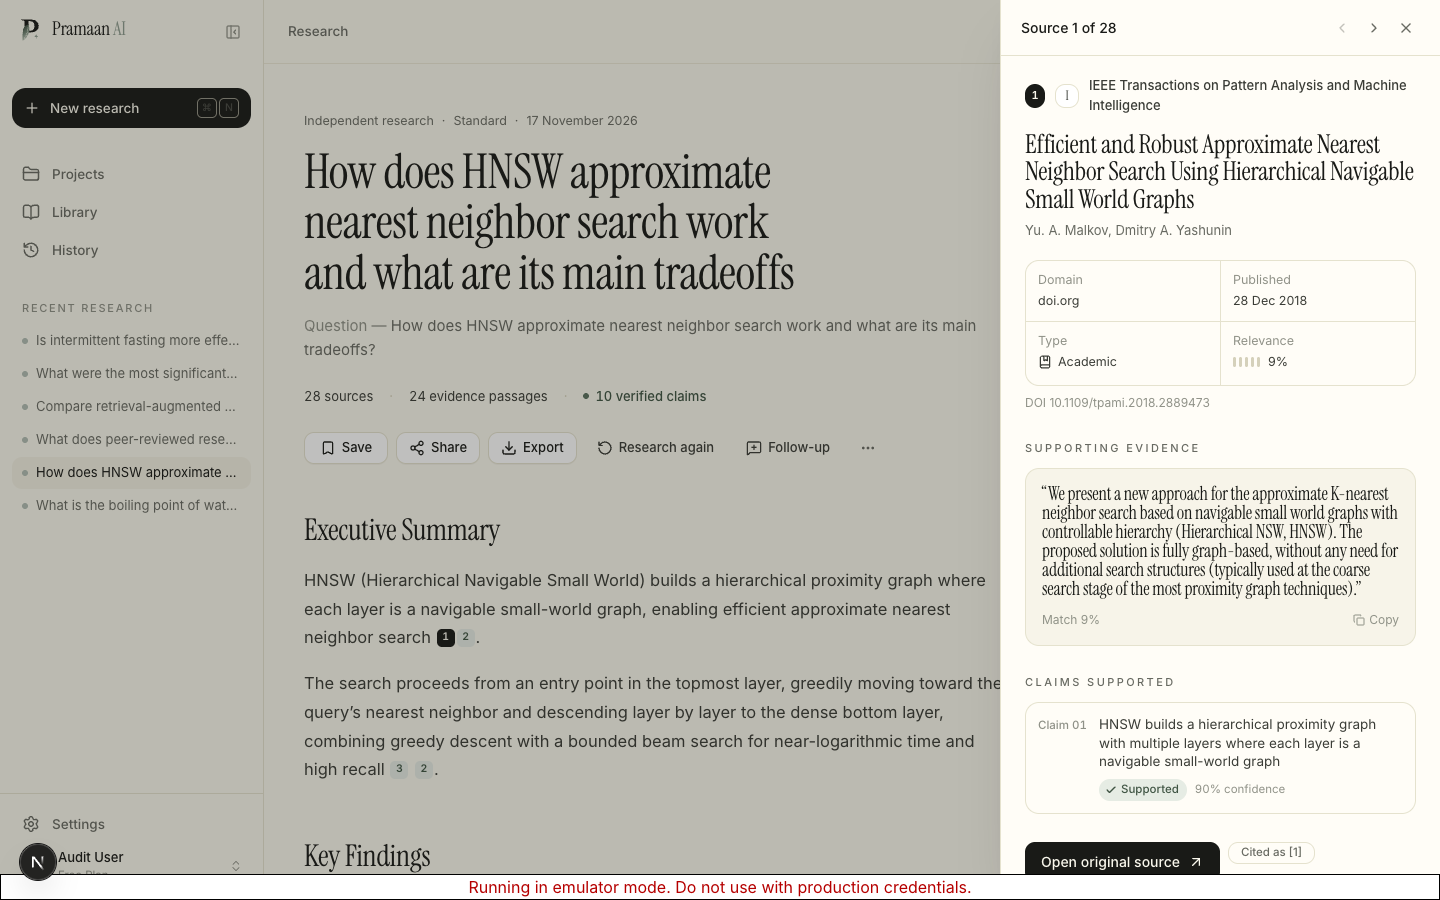 Pramaan AI
New research
⌘ N
Projects
Library
History
RECENT RESEARCH
Is intermittent fasting more effe...
What were the most significant...
Compare retrieval-augmented ...
What does peer-reviewed rese...
How does HNSW approximate ...
What is the boiling point of wat...
Settings
N
Audit User
Free Plan
Research
Independent research · Standard · 17 November 2026
How does HNSW approximate
nearest neighbor search work
and what are its main tradeoffs
Question — How does HNSW approximate nearest neighbor search work and what are its main
tradeoffs?
28 sources · 24 evidence passages · 10 verified claims
Save
Share
Export
Research again
Follow-up
Executive Summary
HNSW (Hierarchical Navigable Small World) builds a hierarchical proximity graph where
each layer is a navigable small-world graph, enabling efficient approximate nearest
neighbor search 1 2.
The search proceeds from an entry point in the topmost layer, greedily moving toward the
query’s nearest neighbor and descending layer by layer to the dense bottom layer,
combining greedy descent with a bounded beam search for near-logarithmic time and
high recall 3 2.
Key Findings
Source 1 of 28
1
I
IEEE Transactions on Pattern Analysis and Machine
Intelligence
Efficient and Robust Approximate Nearest
Neighbor Search Using Hierarchical Navigable
Small World Graphs
Yu. A. Malkov, Dmitry A. Yashunin
Domain
doi.org
Published
28 Dec 2018
Type
Academic
Relevance
9%
DOI 10.1109/tpami.2018.2889473
SUPPORTING EVIDENCE
“We present a new approach for the approximate K-nearest
neighbor search based on navigable small world graphs with
controllable hierarchy (Hierarchical NSW, HNSW). The
proposed solution is fully graph-based, without any need for
additional search structures (typically used at the coarse
search stage of the most proximity graph techniques).”
Match 9%
Copy
CLAIMS SUPPORTED
Claim 01
HNSW builds a hierarchical proximity graph
with multiple layers where each layer is a
navigable small-world graph
Supported
90% confidence
Open original source
Cited as [1]
Running in emulator mode. Do not use with production credentials.